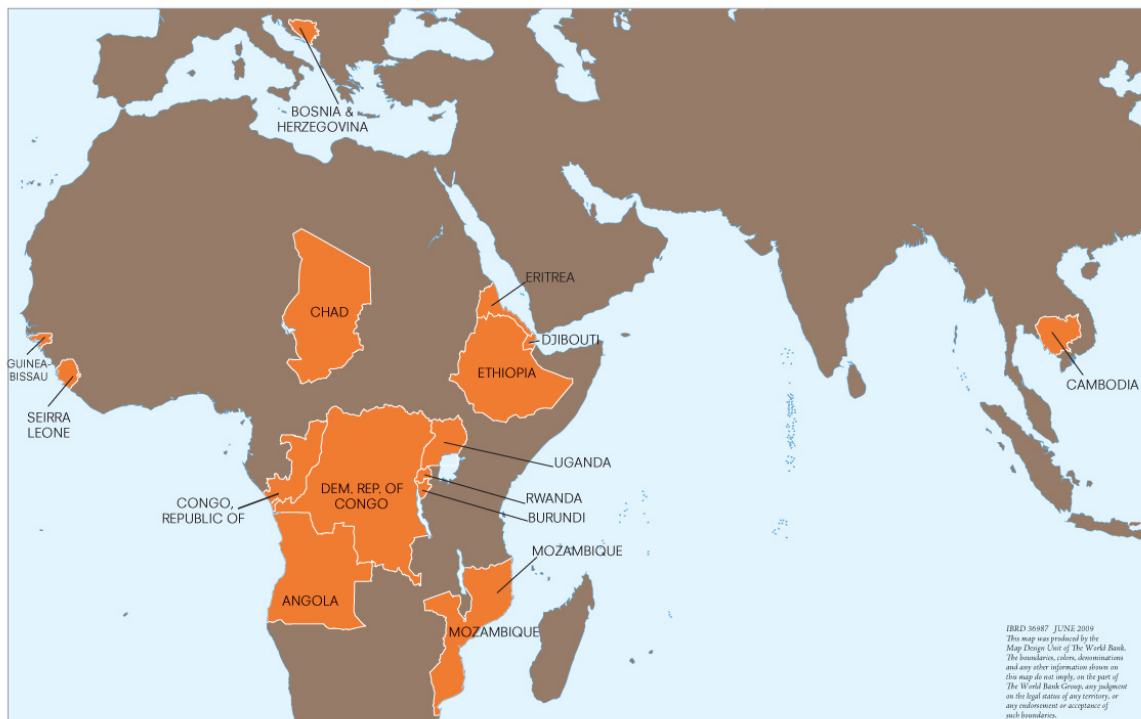 BOSNIA &
HERZEGOVINA
ERITREA
CHAD
DJIBOUTI
GUINEA-
BISSAU
ETHIOPIA
CAMBODIA
SEIRRA
LEONE
UGANDA
DEM. REP. OF
CONGO
RWANDA
CONGO,
REPUBLIC OF
BURUNDI
MOZAMBIQUE
ANGOLA
MOZAMBIQUE
IBRD 36987 JUNE 2009
This map was produced by the
Map Design Unit of The World Bank.
The boundaries, colors, denominations
and any other information shown on
this map do not imply, on the part of
The World Bank Group, any judgment
on the legal status of any territory, or
any endorsement or acceptance of
such boundaries.